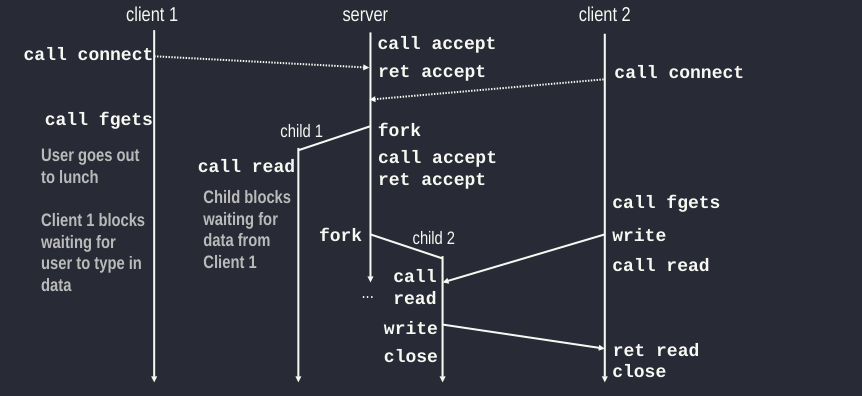 client 1
server
client 2
call connect
call accept
ret accept
call connect
call fgets
child 1
fork
User goes out
to lunch
call read
call accept
ret accept
Client 1 blocks
waiting for
user to type in
data
Child blocks
waiting for
data from
Client 1
call fgets
fork
child 2
write
call read
...
call
read
write
close
ret read
close